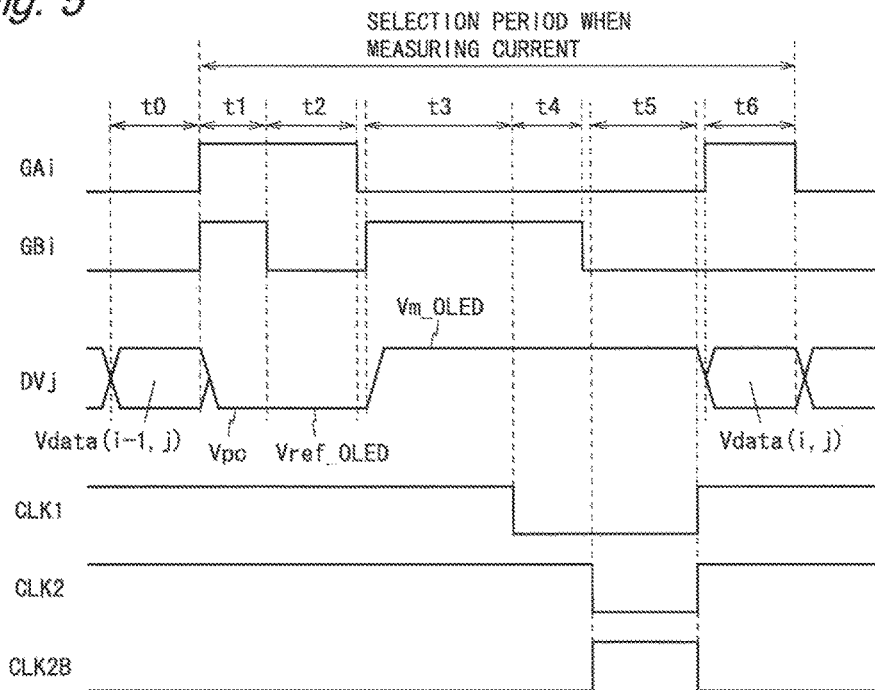 SELECTION PERIOD WHEN
MEASURING CURRENT
t0 t1 t2 t3 t4 t5 t6
GAi
GBi
Vm_OLED
DVj
Vdata(i-1, j) Vpc Vref_OLED Vdata(i, j)
CLK1
CLK2
CLK2B